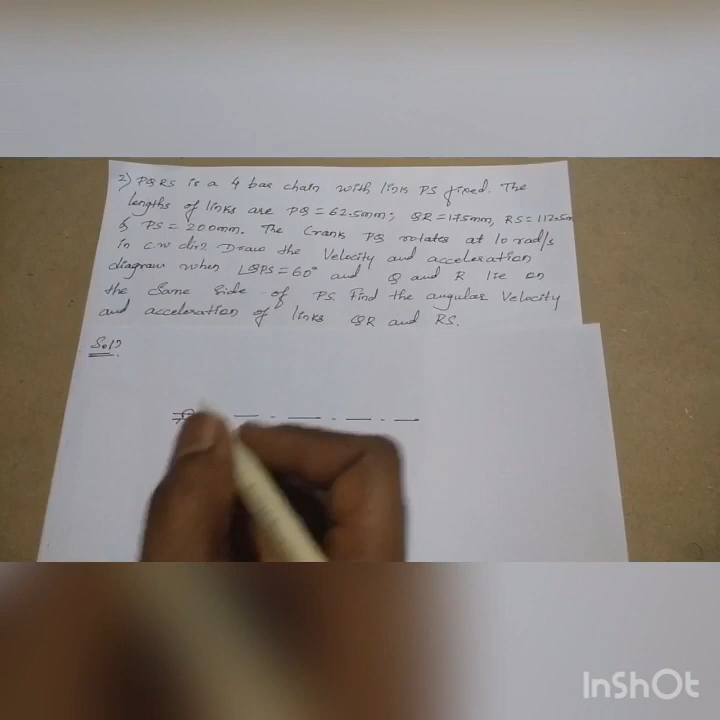 2) PQRS is a 4 bar chain with link PS fixed. The
lengths of links are PQ = 62.5mm; QR = 175mm, RS = 112.5m
& PS = 200mm. The Crank PQ rotates at 10 rad/s
in c.w dirⁿ Draw the Velocity and acceleration
diagram when ∠QPS = 60° and Q and R lie on
the Same Side of PS. Find the angular Velocity
and acceleration of links QR and RS.
Solⁿ:
InShOt